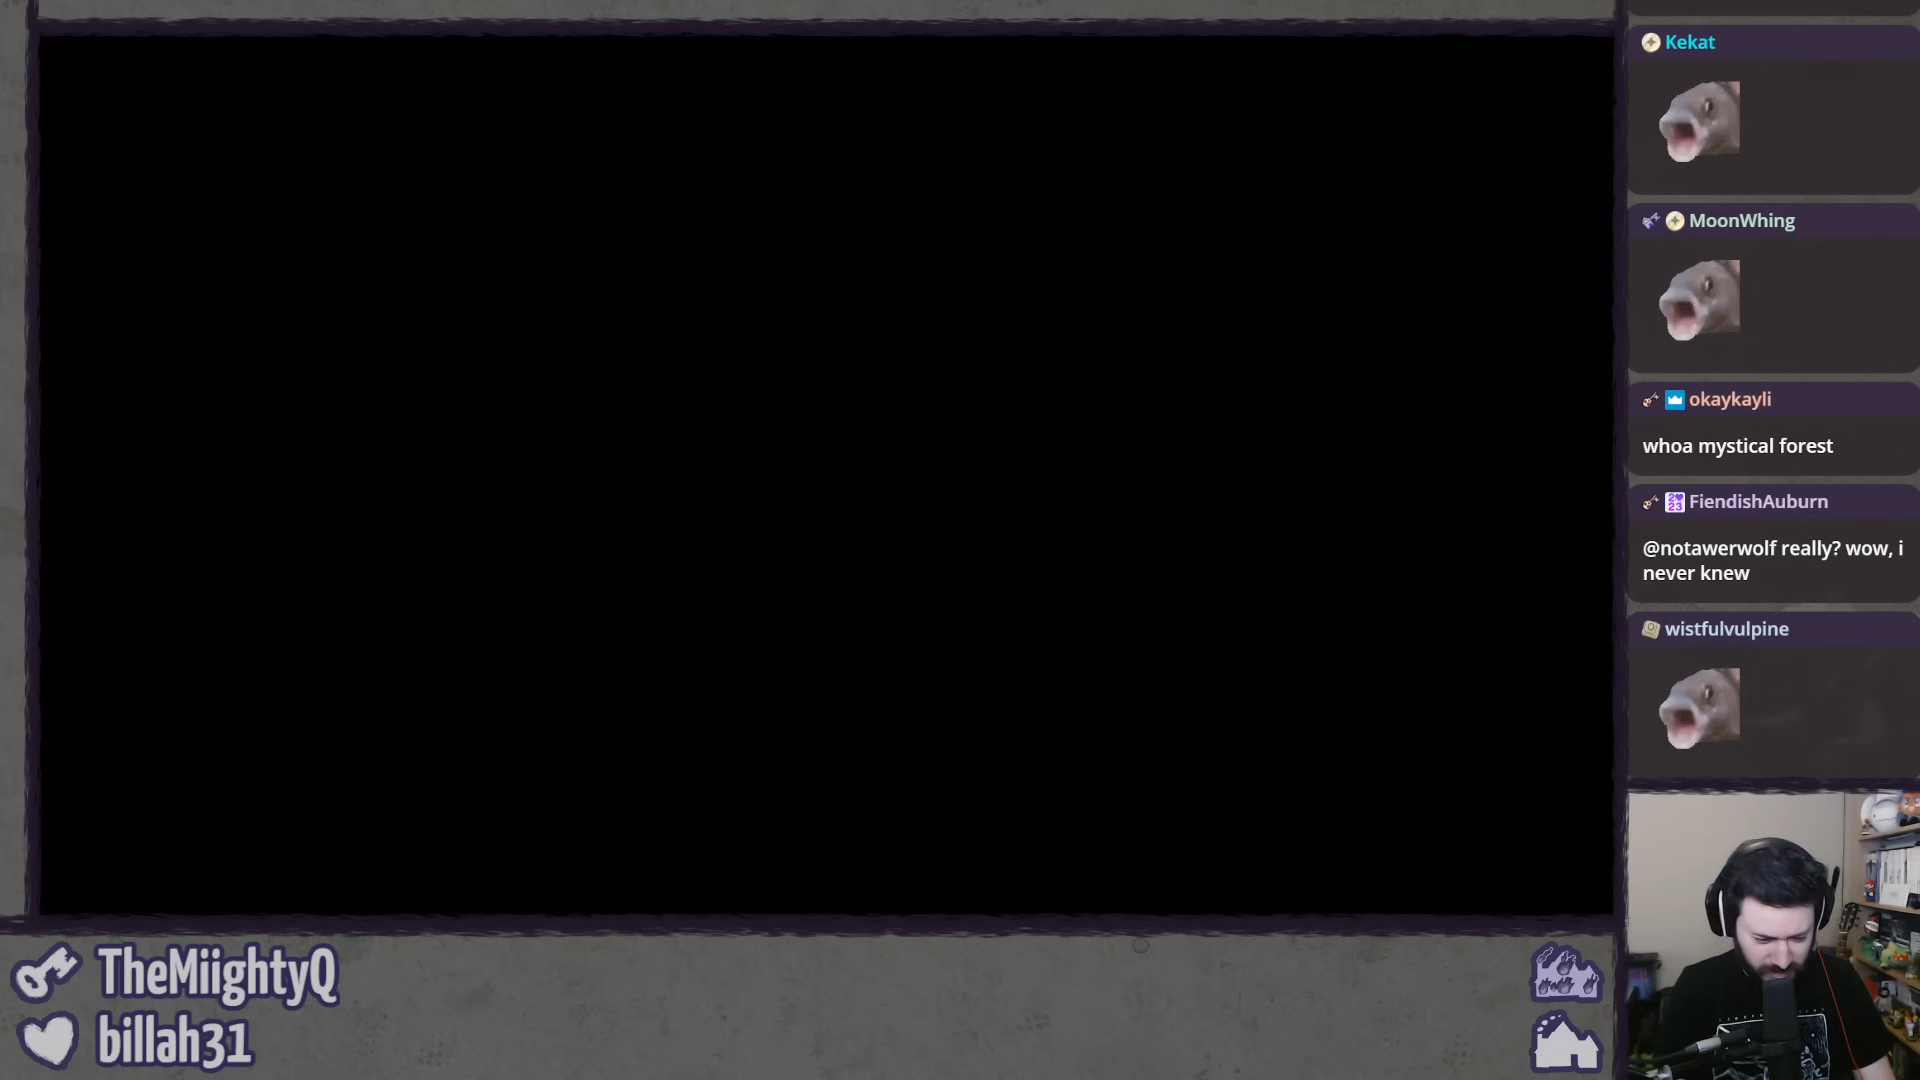 Kekat
MoonWhing
okaykayli
whoa mystical forest
FiendishAuburn
@notawerwolf really? wow, i
never knew
wistfulvulpine
TheMiightyQ
billah31